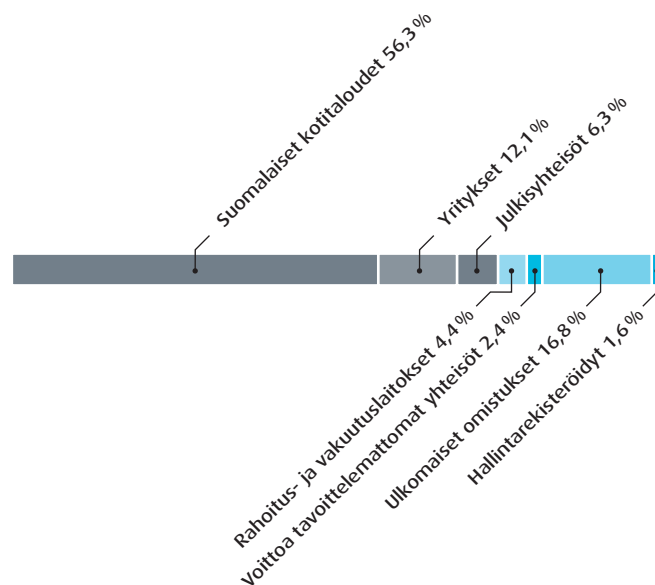 Suomalaiset kotitaloudet 56,3 %
Yritykset 12,1 %
Julkisyhteisöt 6,3 %
Rahoitus- ja vakuutuslaitokset 4,4 %
Voittoa tavoittelemattomat yhteisöt 2,4 %
Ulkomaiset omistukset 16,8 %
Hallintarekisteröidyt 1,6 %